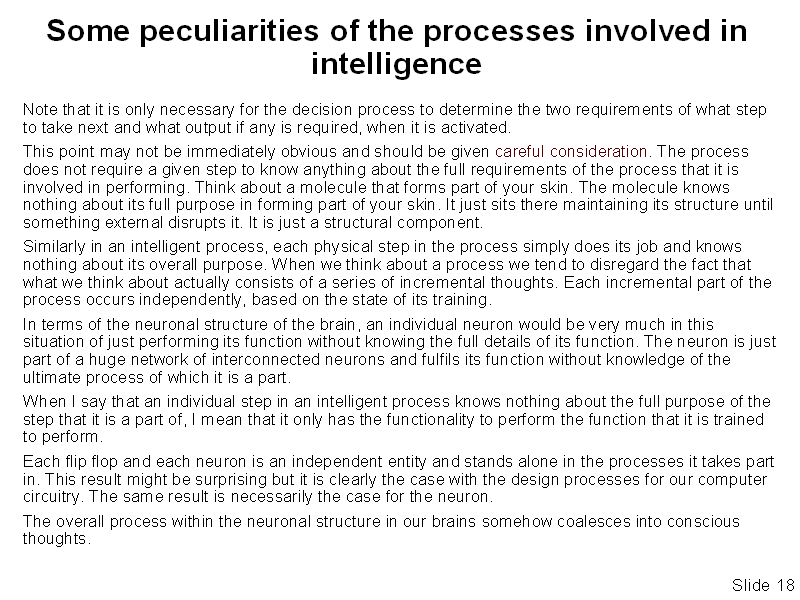 Some peculiarities of the processes involved in
intelligence
Note that it is only necessary for the decision process to determine the two requirements of what step
to take next and what output if any is required, when it is activated.
This point may not be immediately obvious and should be given careful consideration. The process
does not require a given step to know anything about the full requirements of the process that it is
involved in performing. Think about a molecule that forms part of your skin. The molecule knows
nothing about its full purpose in forming part of your skin. It just sits there maintaining its structure until
something external disrupts it. It is just a structural component.
Similarly in an intelligent process, each physical step in the process simply does its job and knows
nothing about its overall purpose. When we think about a process we tend to disregard the fact that
what we think about actually consists of a series of incremental thoughts. Each incremental part of the
process occurs independently, based on the state of its training.
In terms of the neuronal structure of the brain, an individual neuron would be very much in this
situation of just performing its function without knowing the full details of its function. The neuron is just
part of a huge network of interconnected neurons and fulfils its function without knowledge of the
ultimate process of which it is a part.
When I say that an individual step in an intelligent process knows nothing about the full purpose of the
step that it is a part of, I mean that it only has the functionality to perform the function that it is trained
to perform.
Each flip flop and each neuron is an independent entity and stands alone in the processes it takes part
in. This result might be surprising but it is clearly the case with the design processes for our computer
circuitry. The same result is necessarily the case for the neuron.
The overall process within the neuronal structure in our brains somehow coalesces into conscious
thoughts.
Slide 18